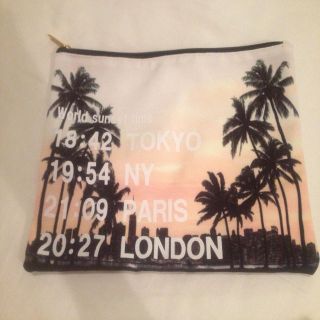 World sunset time
18:42 TOKYO
19:54 NY
21:09 PARIS
20:27 LONDON